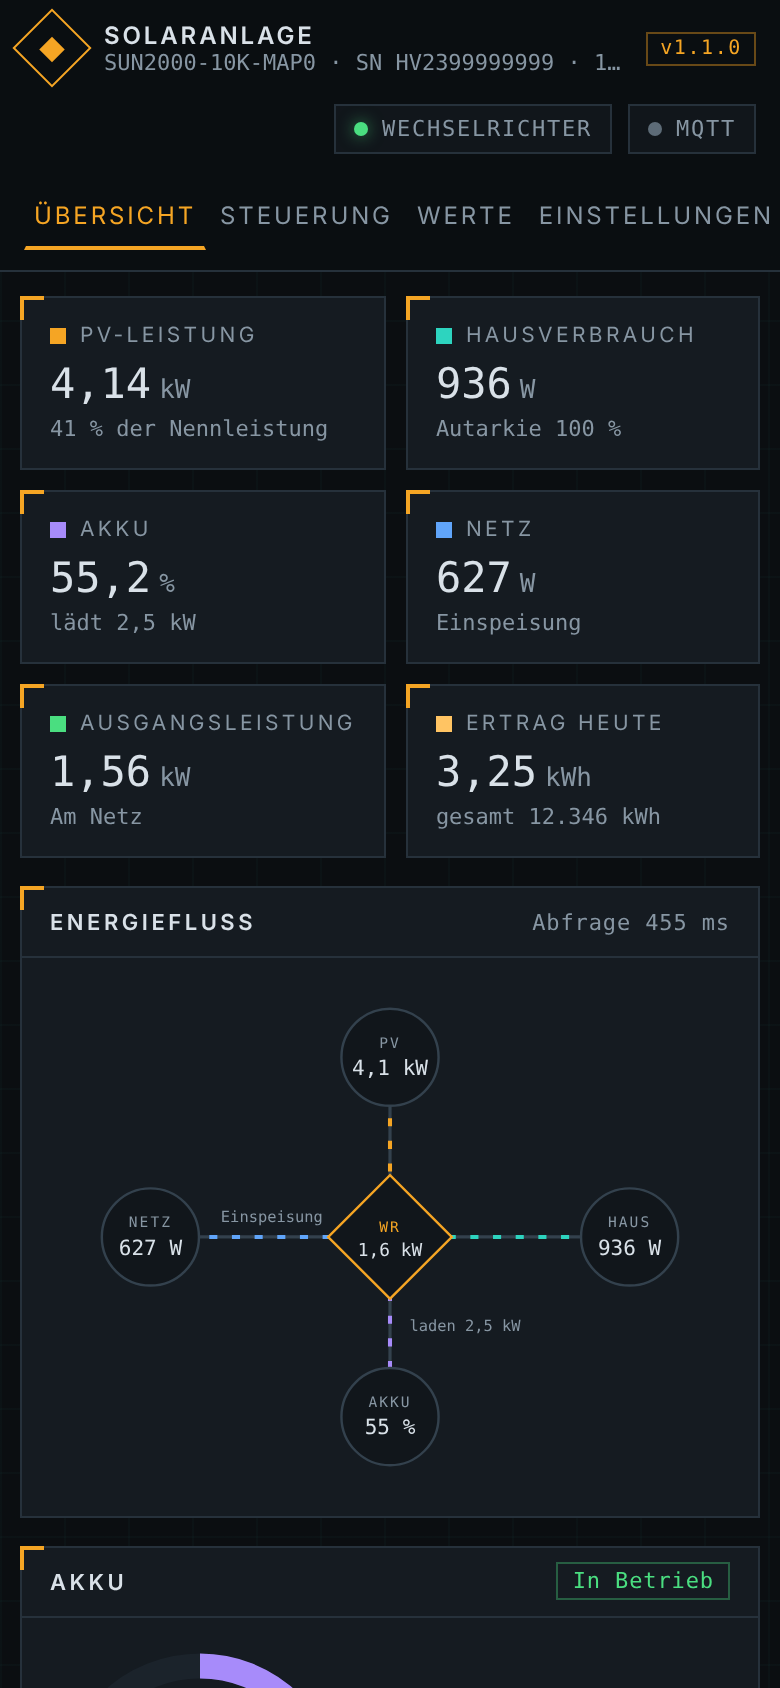 SOLARANLAGE
SUN2000-10K-MAP0 · SN HV2399999999 · 1…
v1.1.0
WECHSELRICHTER
MQTT
ÜBERSICHT STEUERUNG WERTE EINSTELLUNGEN
PV-LEISTUNG
4,14 kW
41 % der Nennleistung
HAUSVERBRAUCH
936 W
Autarkie 100 %
AKKU
55,2 %
lädt 2,5 kW
NETZ
627 W
Einspeisung
AUSGANGSLEISTUNG
1,56 kW
Am Netz
ERTRAG HEUTE
3,25 kWh
gesamt 12.346 kWh
ENERGIEFLUSS
Abfrage 455 ms
PV
4,1 kW
NETZ
627 W
Einspeisung
WR
1,6 kW
HAUS
936 W
laden 2,5 kW
AKKU
55 %
AKKU
In Betrieb